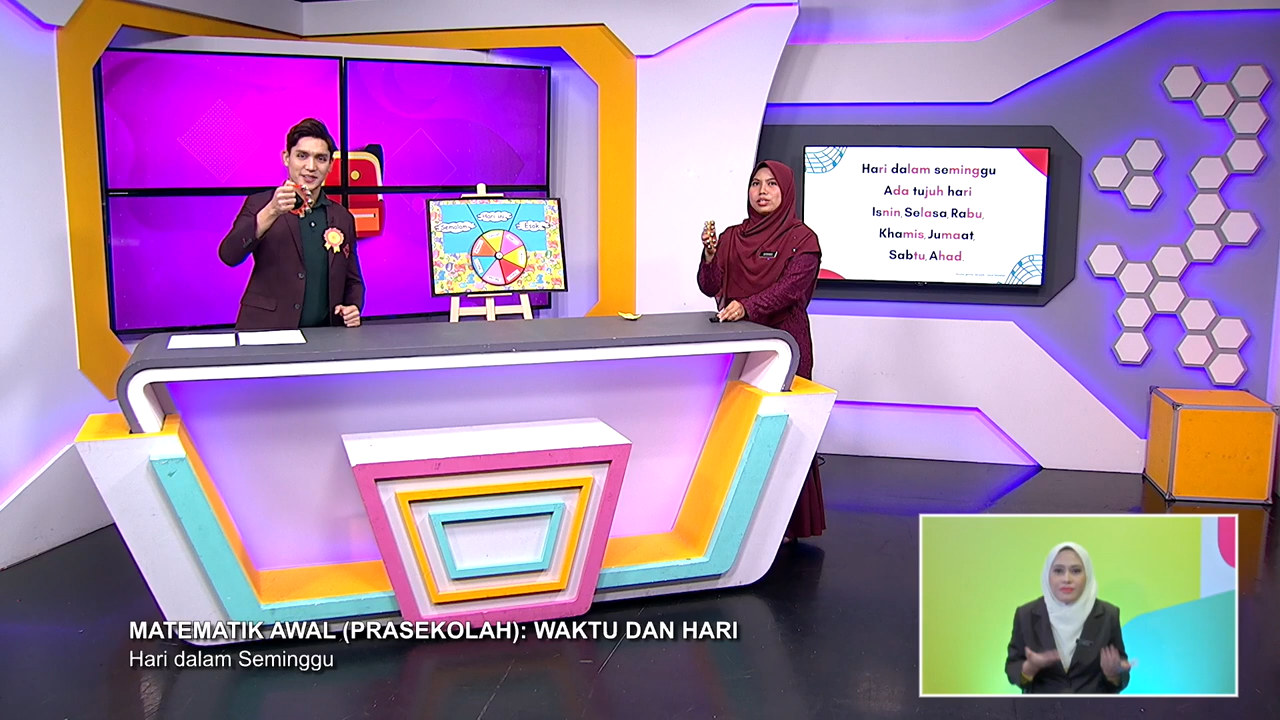 Hari dalam seminggu
Ada tujuh hari
Isnin, Selasa, Rabu,
Khamis, Jumaat,
Sabtu, Ahad.
Semalam
Hari ini
Esok
MATEMATIK AWAL (PRASEKOLAH): WAKTU DAN HARI
Hari dalam Seminggu